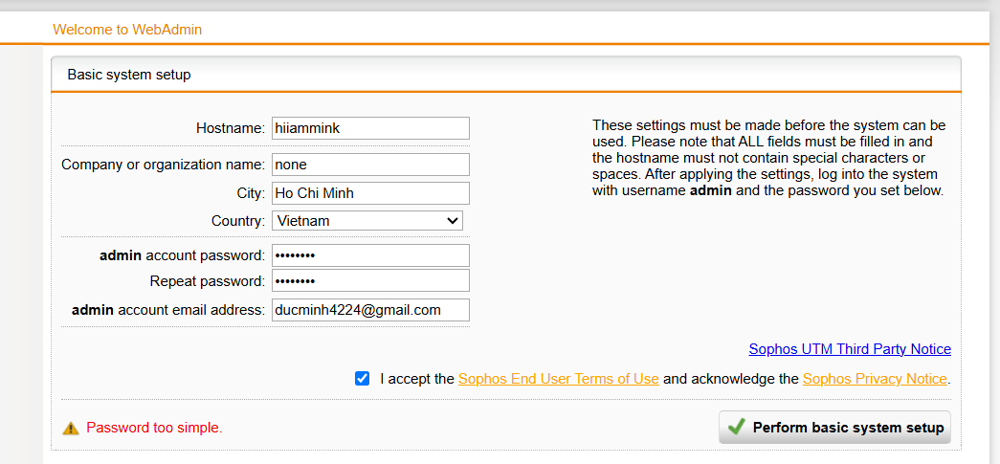 Welcome to WebAdmin
Basic system setup
Hostname: hiiammink
Company or organization name: none
City: Ho Chi Minh
Country: Vietnam
admin account password: ••••••••
Repeat password: ••••••••
admin account email address: ducminh4224@gmail.com
These settings must be made before the system can be
used. Please note that ALL fields must be filled in and
the hostname must not contain special characters or
spaces. After applying the settings, log into the system
with username admin and the password you set below.
Sophos UTM Third Party Notice
I accept the Sophos End User Terms of Use and acknowledge the Sophos Privacy Notice.
Password too simple.
Perform basic system setup